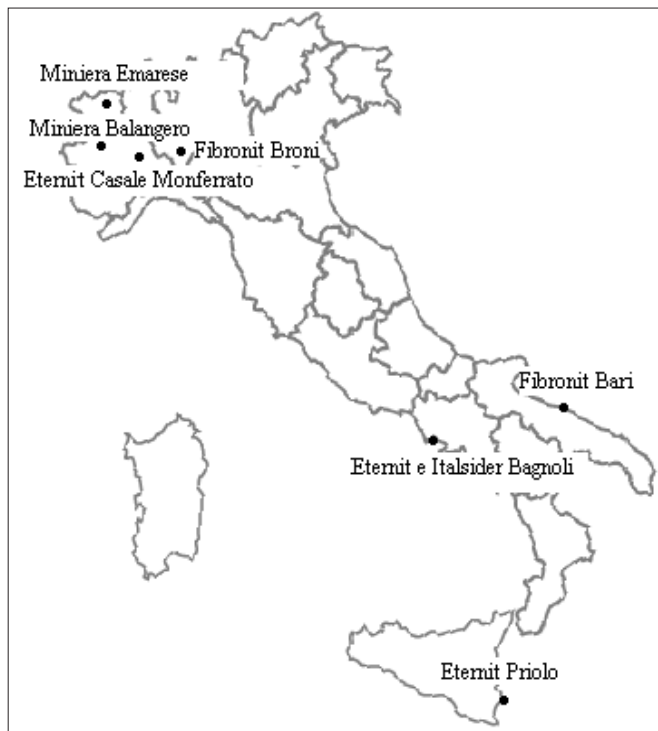 Miniera Emarese
Miniera Balangero
Fibronit Broni
Eternit Casale Monferrato
Fibronit Bari
Eternit e Italsider Bagnoli
Eternit Priolo